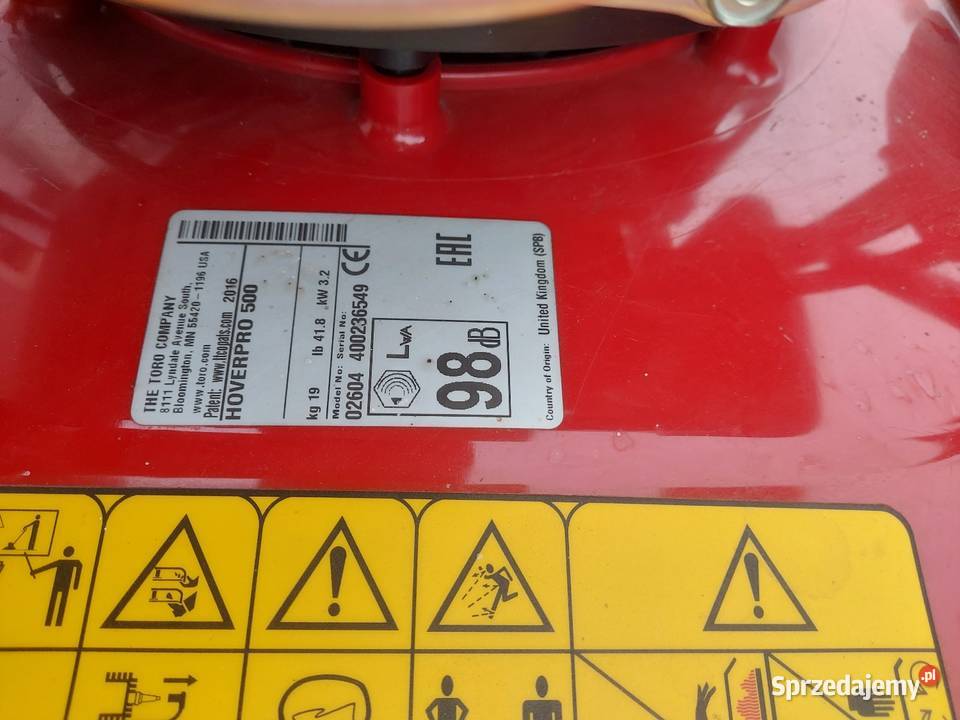 THE TORO COMPANY
8111 Lyndale Avenue South,
Bloomington, MN 55420-1196 USA
www.toro.com
Patent: www.ttcopats.com 2016
HOVERPRO 500
kg 19 lb 41.8 kW 3.2
Model No: Serial No:
02604 400236549 CE
LWA
98dB
EAC
Country of Origin: United Kingdom (SPB)
Sprzedajemy.pl